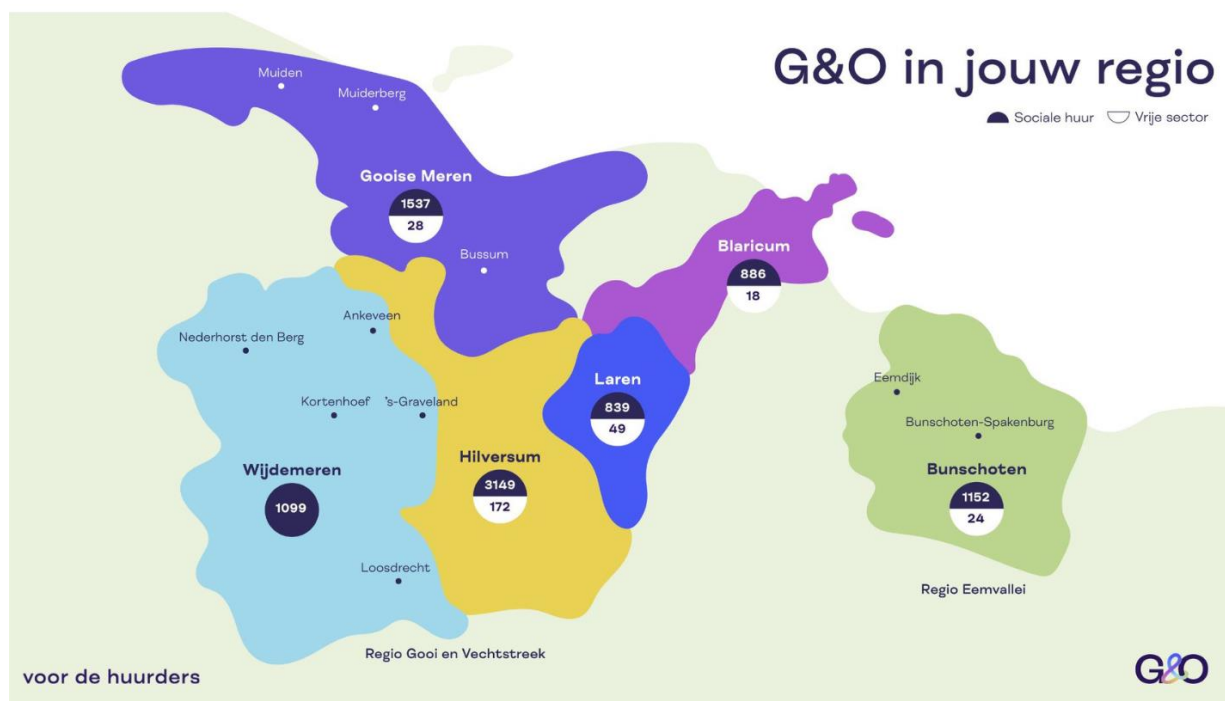 G&O in jouw regio
Sociale huur Vrije sector
Muiden
Muiderberg
Gooise Meren
1537
28
Bussum
Blaricum
886
18
Ankeveen
Nederhorst den Berg
Kortenhoef 's-Graveland
Laren
839
49
Eemdijk
Bunschoten-Spakenburg
Wijdemeren
1099
Hilversum
3149
172
Bunschoten
1152
24
Loosdrecht
Regio Eemvallei
Regio Gooi en Vechtstreek
voor de huurders
G&O